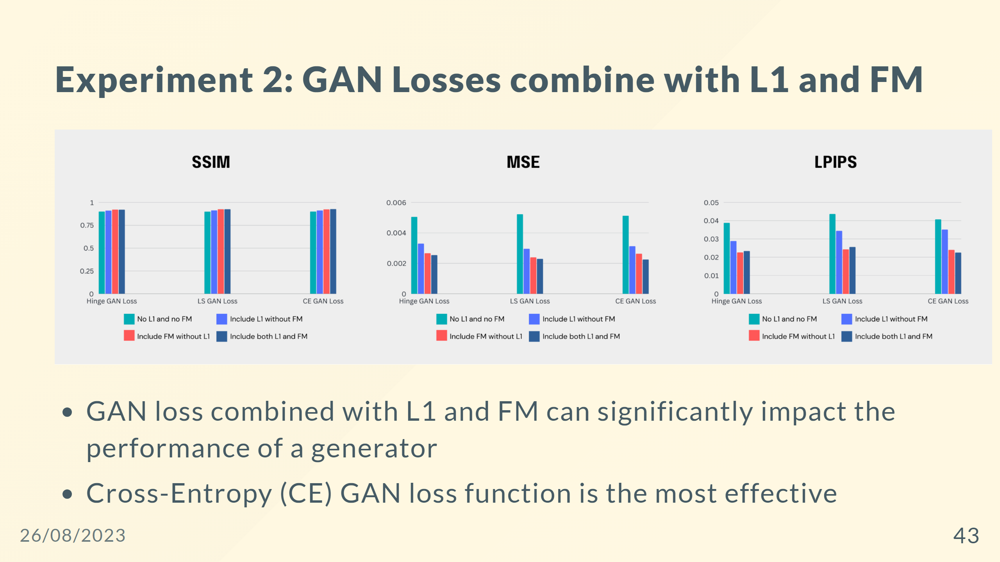 Experiment 2: GAN Losses combine with L1 and FM
SSIM
1
0.75
0.5
0.25
0
Hinge GAN Loss
LS GAN Loss
CE GAN Loss
No L1 and no FM
Include L1 without FM
Include FM without L1
Include both L1 and FM
MSE
0.006
0.004
0.002
0
Hinge GAN Loss
LS GAN Loss
CE GAN Loss
No L1 and no FM
Include L1 without FM
Include FM without L1
Include both L1 and FM
LPIPS
0.05
0.04
0.03
0.02
0.01
0
Hinge GAN Loss
LS GAN Loss
CE GAN Loss
No L1 and no FM
Include L1 without FM
Include FM without L1
Include both L1 and FM
• GAN loss combined with L1 and FM can significantly impact the
performance of a generator
• Cross-Entropy (CE) GAN loss function is the most effective
26/08/2023
43